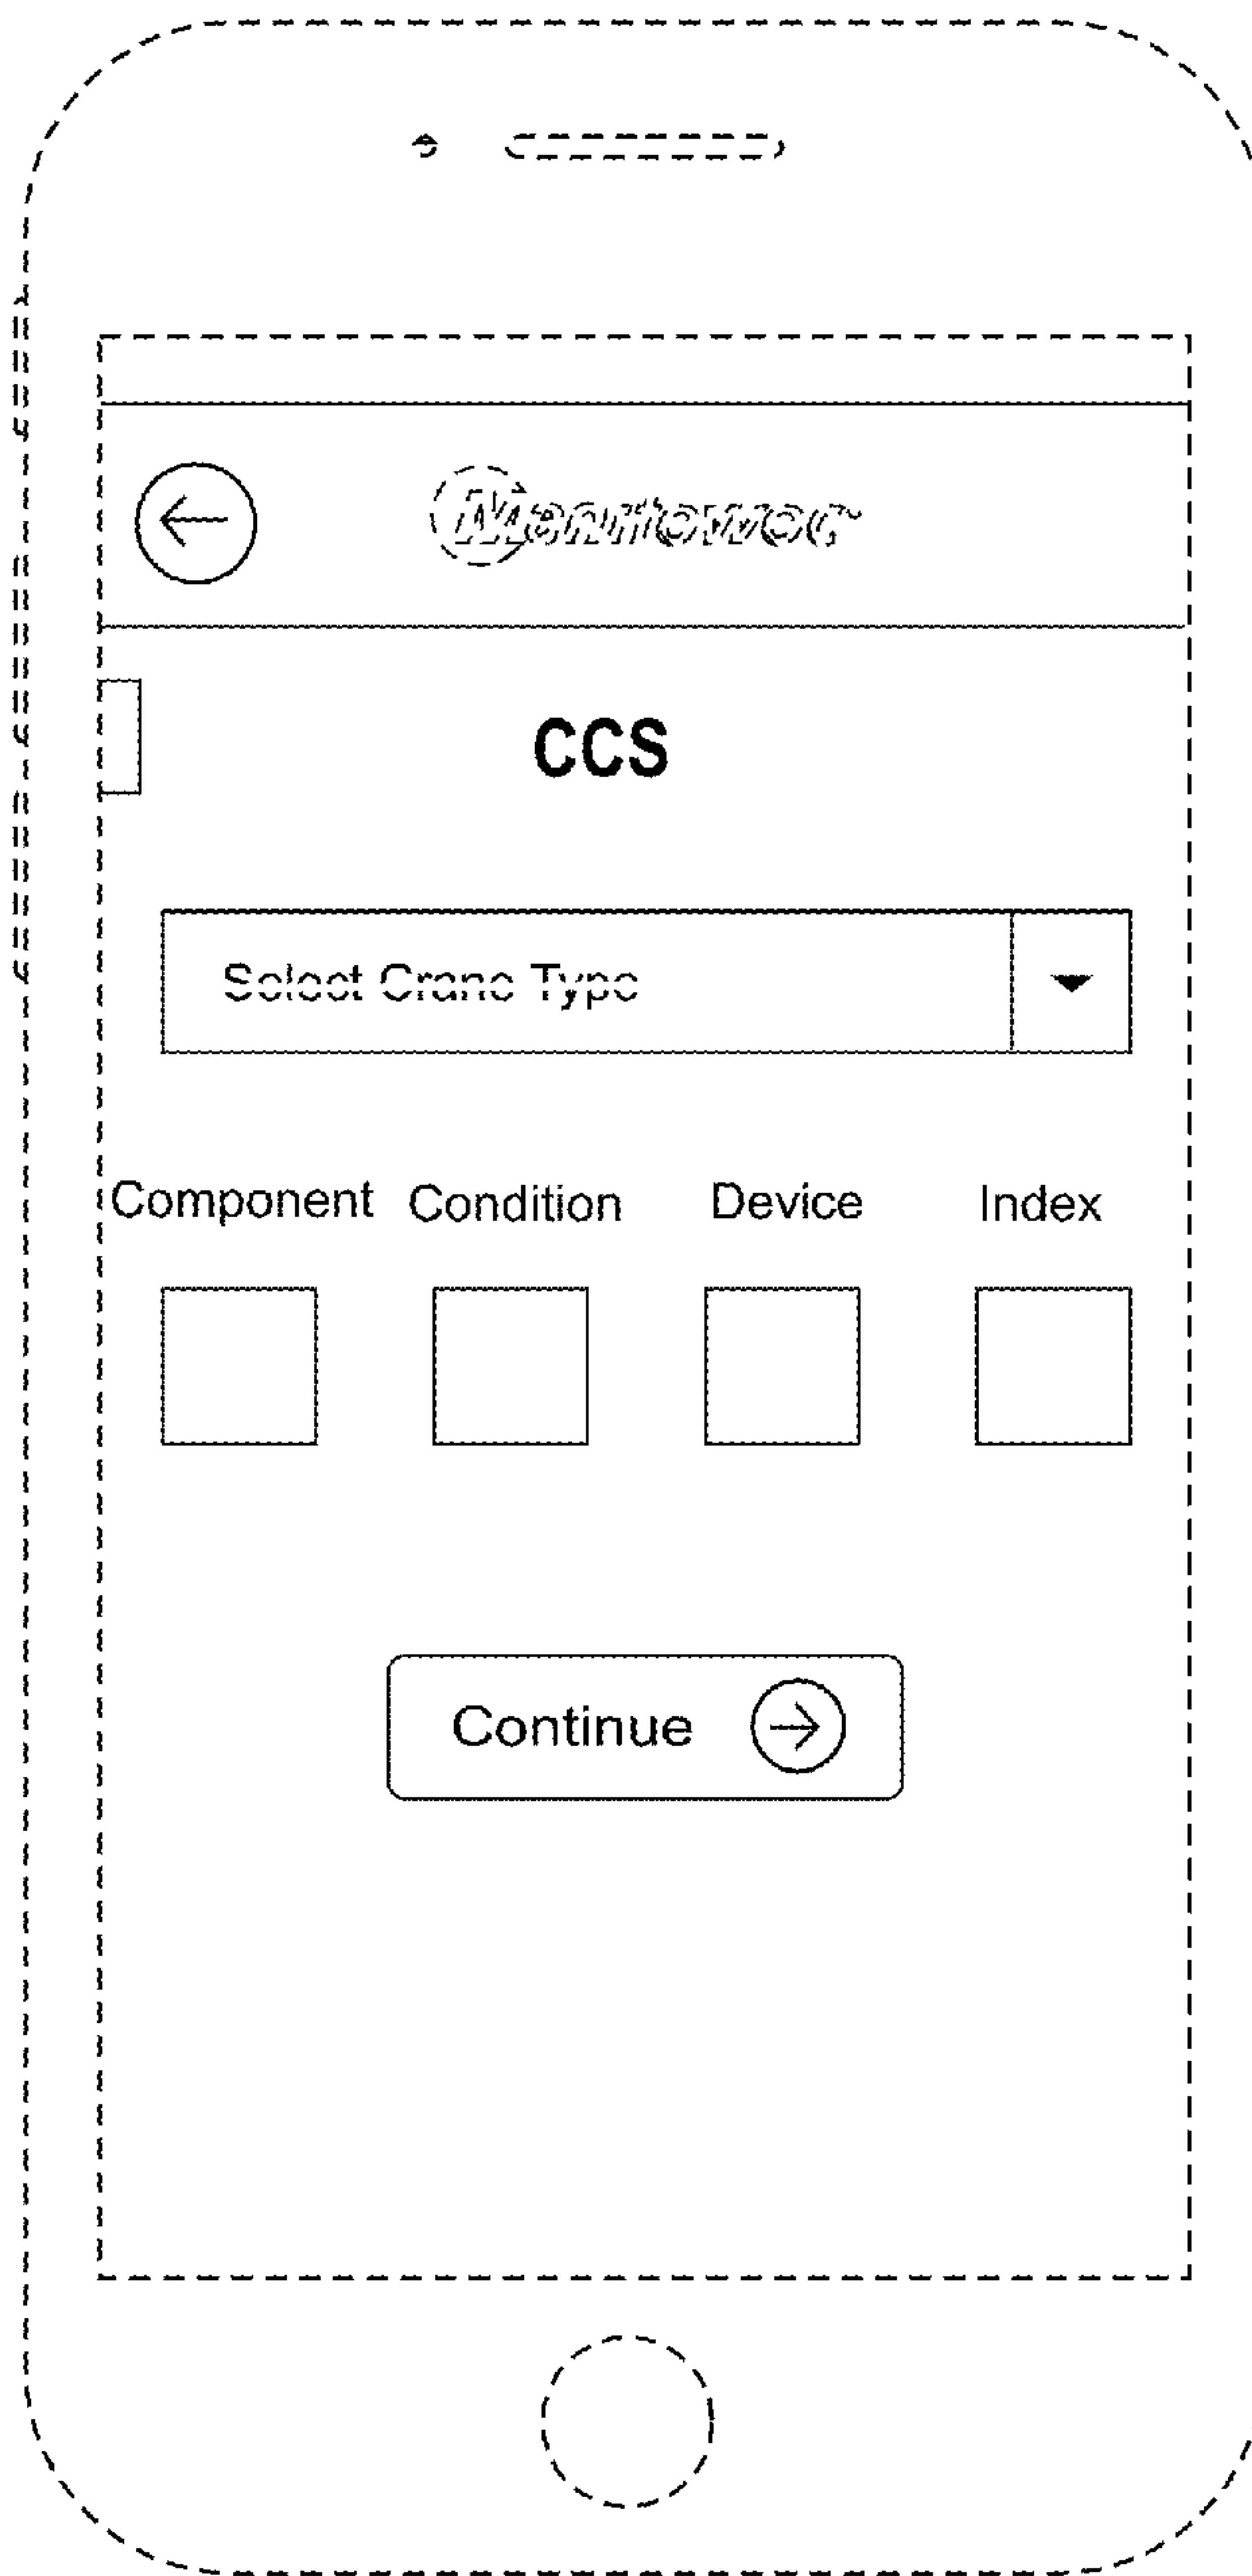 Manitowoc
CCS
Select Crane Type
Component Condition Device Index
Continue